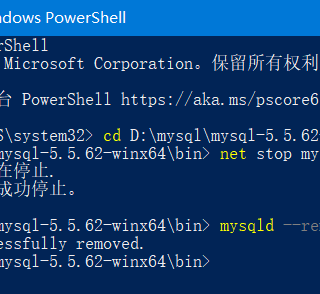 ndows PowerShell
erShell
Microsoft Corporation。保留所有权利
台 PowerShell https://aka.ms/pscore6
S\system32> cd D:\mysql\mysql-5.5.62
mysql-5.5.62-winx64\bin> net stop my
在停止.
成功停止。
mysql-5.5.62-winx64\bin> mysqld --rem
essfully removed.
mysql-5.5.62-winx64\bin>